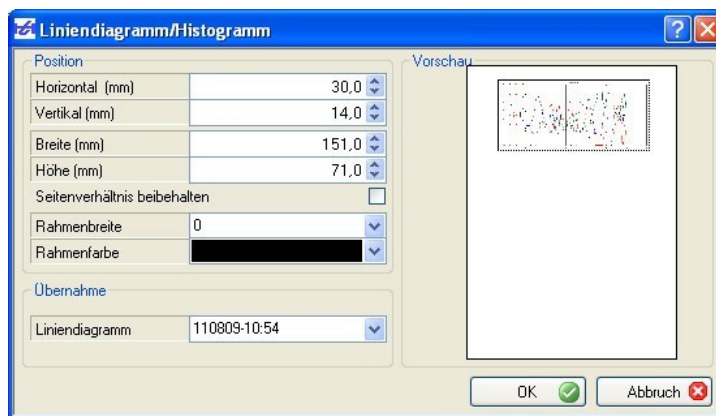 Liniendiagramm/Histogramm
Position
Horizontal (mm) 30,0
Vertikal (mm) 14,0
Breite (mm) 151,0
Höhe (mm) 71,0
Seitenverhältnis beibehalten
Rahmenbreite 0
Rahmenfarbe
Übernahme
Liniendiagramm 110809-10:54
Vorschau
OK Abbruch